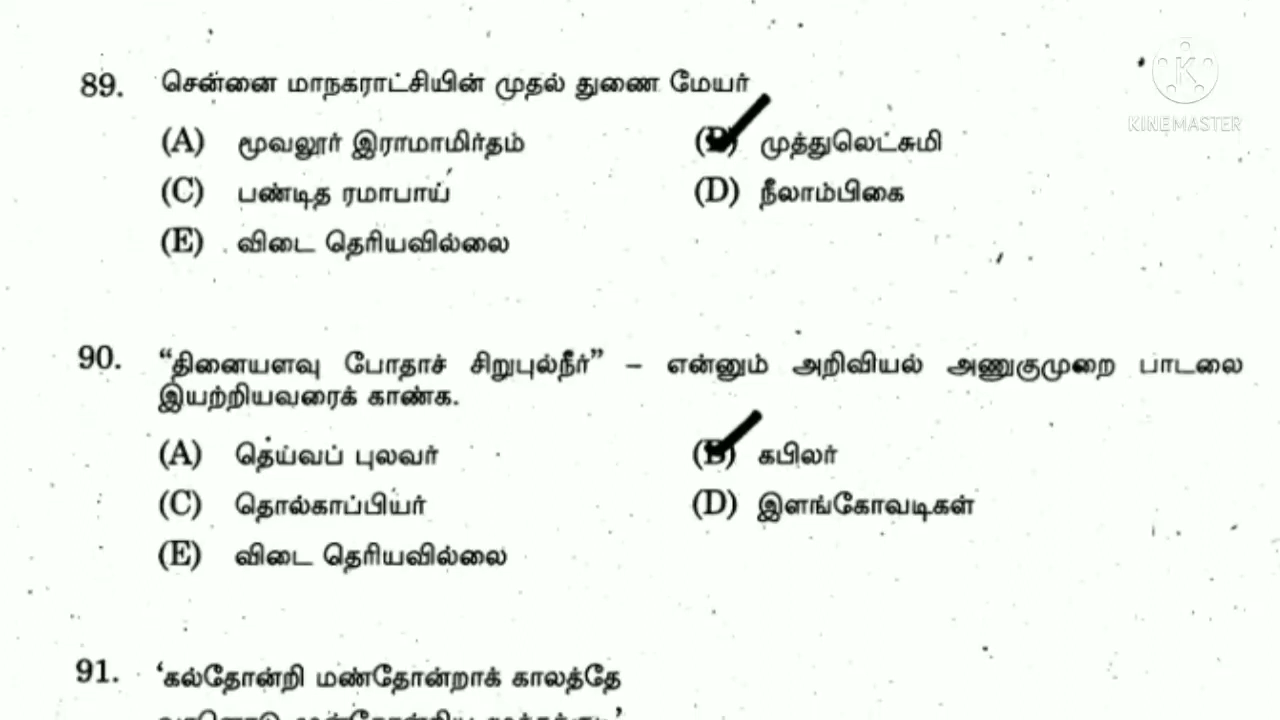 KINEMASTER
89. சென்னை மாநகராட்சியின் முதல் துணை மேயர்
(A) மூவலூர் இராமாமிர்தம் (B) முத்துலெட்சுமி
(C) பண்டித ரமாபாய் (D) நீலாம்பிகை
(E) விடை தெரியவில்லை
90. “தினையளவு போதாச் சிறுபுல்நீர்” – என்னும் அறிவியல் அணுகுமுறை பாடலை
இயற்றியவரைக் காண்க.
(A) தெய்வப் புலவர் (B) கபிலர்
(C) தொல்காப்பியர் (D) இளங்கோவடிகள்
(E) விடை தெரியவில்லை
91. ‘கல்தோன்றி மண்தோன்றாக் காலத்தே